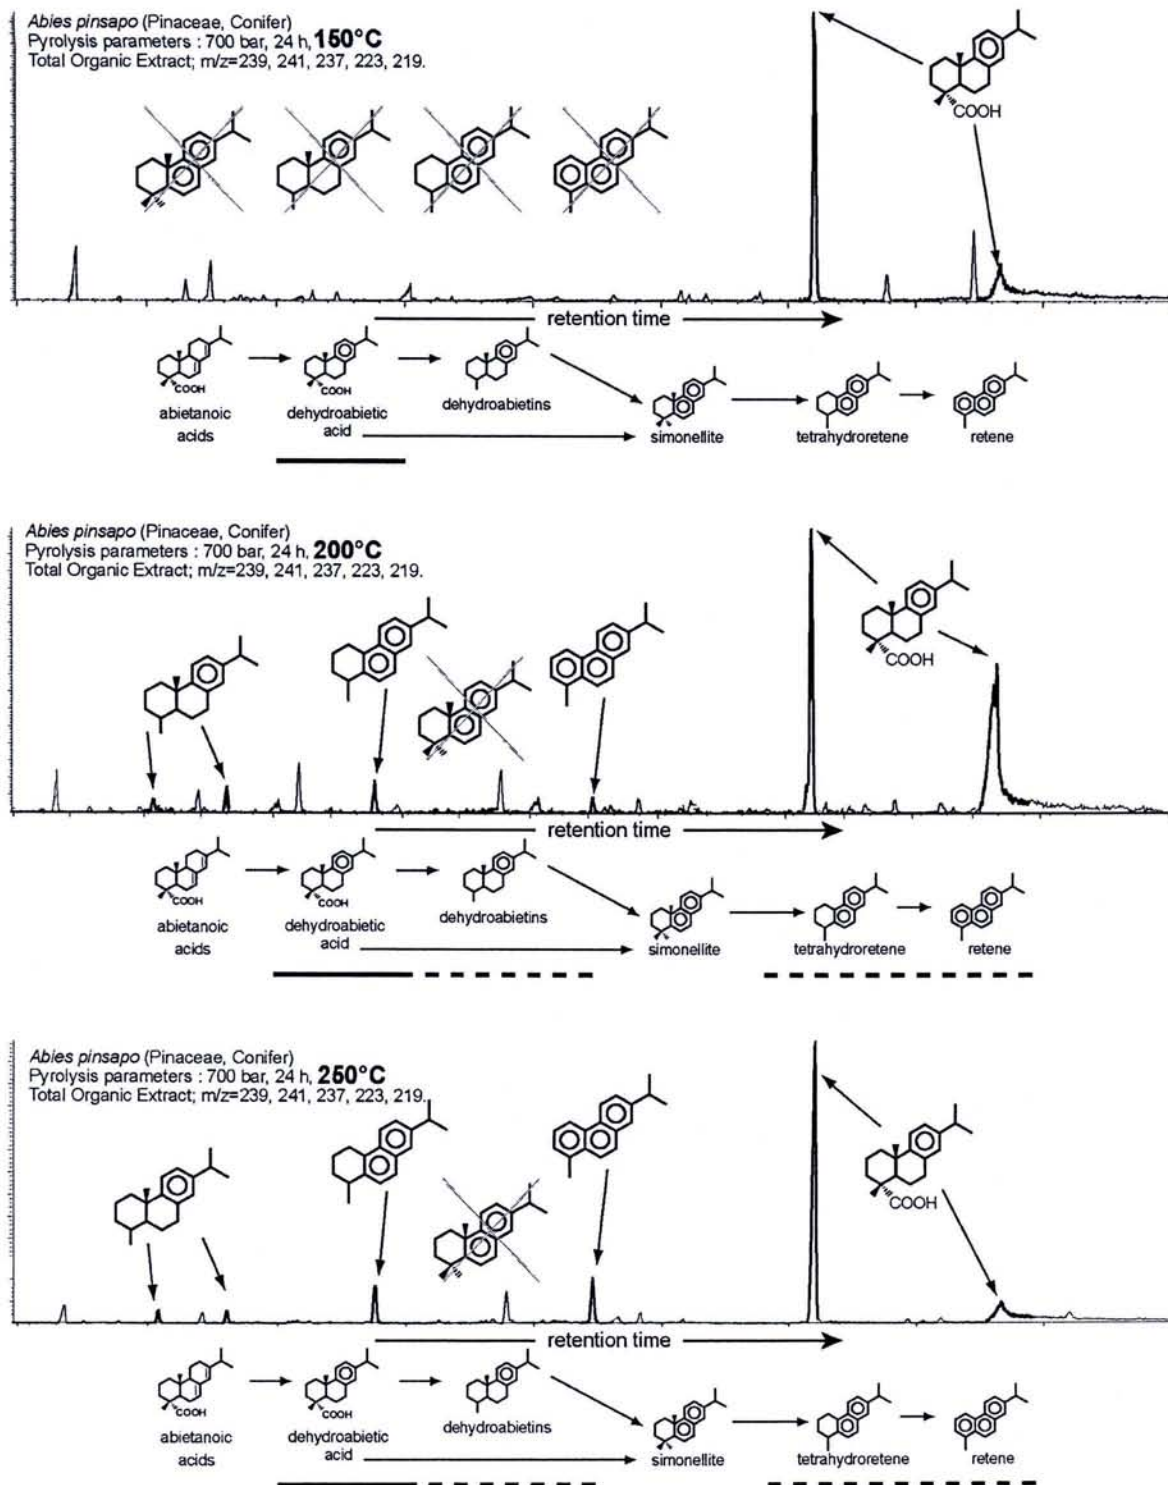 Abies pinsapo (Pinaceae, Conifer)
Pyrolysis parameters : 700 bar, 24 h, 150°C
Total Organic Extract; m/z=239, 241, 237, 223, 219.
COOH
retention time
COOH
COOH
abietanoic acids
dehydroabietic acid
dehydroabietins
simonellite
tetrahydroretene
retene
Abies pinsapo (Pinaceae, Conifer)
Pyrolysis parameters : 700 bar, 24 h, 200°C
Total Organic Extract; m/z=239, 241, 237, 223, 219.
COOH
retention time
COOH
COOH
abietanoic acids
dehydroabietic acid
dehydroabietins
simonellite
tetrahydroretene
retene
Abies pinsapo (Pinaceae, Conifer)
Pyrolysis parameters : 700 bar, 24 h, 250°C
Total Organic Extract; m/z=239, 241, 237, 223, 219.
COOH
retention time
COOH
COOH
abietanoic acids
dehydroabietic acid
dehydroabietins
simonellite
tetrahydroretene
retene